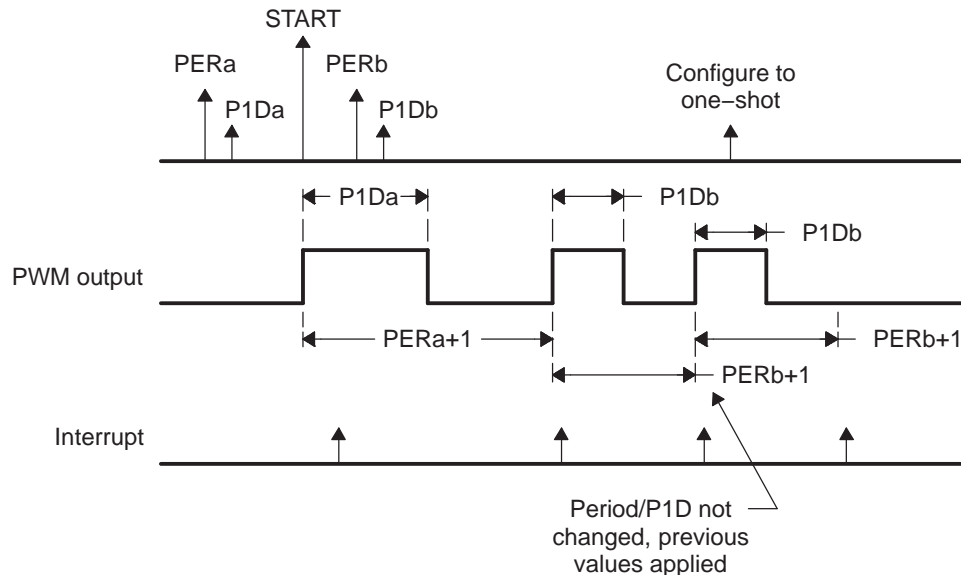 START
PERa
PERb
P1Da
P1Db
Configure to
one−shot
P1Da
P1Db
P1Db
PWM output
PERa+1
PERb+1
PERb+1
Interrupt
Period/P1D not
changed, previous
values applied